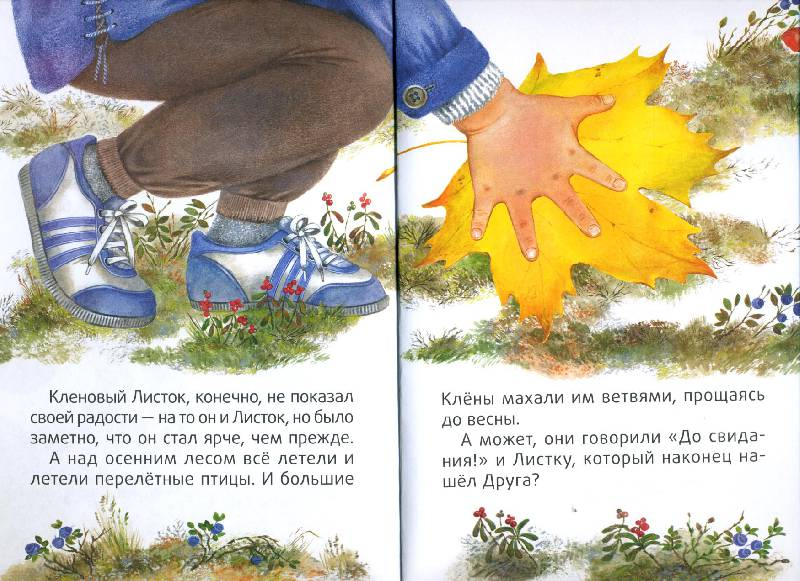 Кленовый Листок, конечно, не показал
своей радости — на то он и Листок, но было
заметно, что он стал ярче, чем прежде.
А над осенним лесом всё летели и
летели перелётные птицы. И большие
Клёны махали им ветвями, прощаясь
до весны.
А может, они говорили «До свида-
ния!» и Листку, который наконец на-
шёл Друга?